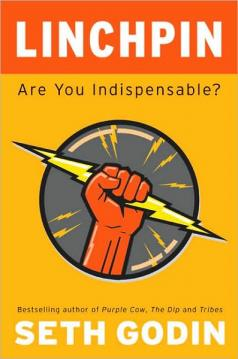 LINCHPIN
Are You Indispensable?
Bestselling author of Purple Cow, The Dip and Tribes
SETH GODIN